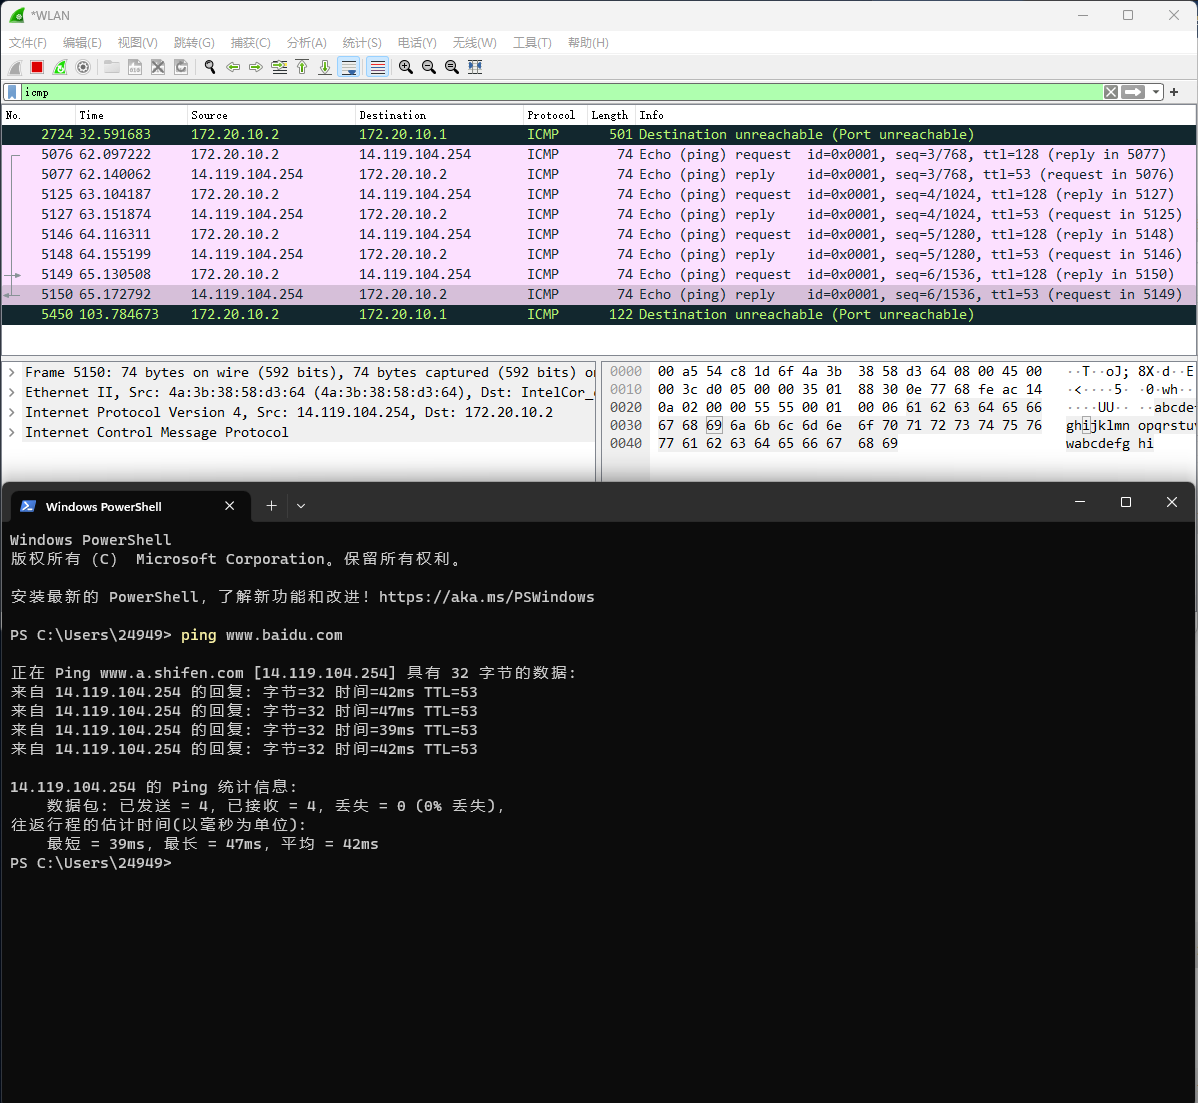 *WLAN
文件(F) 编辑(E) 视图(V) 跳转(G) 捕获(C) 分析(A) 统计(S) 电话(Y) 无线(W) 工具(T) 帮助(H)
icmp
No. Time Source Destination Protocol Length Info
2724 32.591683 172.20.10.2 172.20.10.1 ICMP 501 Destination unreachable (Port unreachable)
5076 62.097222 172.20.10.2 14.119.104.254 ICMP 74 Echo (ping) request id=0x0001, seq=3/768, ttl=128 (reply in 5077)
5077 62.140062 14.119.104.254 172.20.10.2 ICMP 74 Echo (ping) reply id=0x0001, seq=3/768, ttl=53 (request in 5076)
5125 63.104187 172.20.10.2 14.119.104.254 ICMP 74 Echo (ping) request id=0x0001, seq=4/1024, ttl=128 (reply in 5127)
5127 63.151874 14.119.104.254 172.20.10.2 ICMP 74 Echo (ping) reply id=0x0001, seq=4/1024, ttl=53 (request in 5125)
5146 64.116311 172.20.10.2 14.119.104.254 ICMP 74 Echo (ping) request id=0x0001, seq=5/1280, ttl=128 (reply in 5148)
5148 64.155199 14.119.104.254 172.20.10.2 ICMP 74 Echo (ping) reply id=0x0001, seq=5/1280, ttl=53 (request in 5146)
5149 65.130508 172.20.10.2 14.119.104.254 ICMP 74 Echo (ping) request id=0x0001, seq=6/1536, ttl=128 (reply in 5150)
5150 65.172792 14.119.104.254 172.20.10.2 ICMP 74 Echo (ping) reply id=0x0001, seq=6/1536, ttl=53 (request in 5149)
5450 103.784673 172.20.10.2 172.20.10.1 ICMP 122 Destination unreachable (Port unreachable)
Frame 5150: 74 bytes on wire (592 bits), 74 bytes captured (592 bits) on
Ethernet II, Src: 4a:3b:38:58:d3:64 (4a:3b:38:58:d3:64), Dst: IntelCor_
Internet Protocol Version 4, Src: 14.119.104.254, Dst: 172.20.10.2
Internet Control Message Protocol
0000 00 a5 54 c8 1d 6f 4a 3b 38 58 d3 64 08 00 45 00 ··T··oJ; 8X·d··E
0010 00 3c d0 05 00 00 35 01 88 30 0e 77 68 fe ac 14 ·<····5· ·0·wh···
0020 0a 02 00 00 55 55 00 01 00 06 61 62 63 64 65 66 ····UU·· ··abcdef
0030 67 68 69 6a 6b 6c 6d 6e 6f 70 71 72 73 74 75 76 ghijklmn opqrstuv
0040 77 61 62 63 64 65 66 67 68 69 wabcdefg hi
Windows PowerShell
Windows PowerShell
版权所有 (C) Microsoft Corporation。保留所有权利。
安装最新的 PowerShell，了解新功能和改进！https://aka.ms/PSWindows
PS C:\Users\24949> ping www.baidu.com
正在 Ping www.a.shifen.com [14.119.104.254] 具有 32 字节的数据:
来自 14.119.104.254 的回复: 字节=32 时间=42ms TTL=53
来自 14.119.104.254 的回复: 字节=32 时间=47ms TTL=53
来自 14.119.104.254 的回复: 字节=32 时间=39ms TTL=53
来自 14.119.104.254 的回复: 字节=32 时间=42ms TTL=53
14.119.104.254 的 Ping 统计信息:
数据包: 已发送 = 4，已接收 = 4，丢失 = 0 (0% 丢失)，
往返行程的估计时间(以毫秒为单位):
最短 = 39ms，最长 = 47ms，平均 = 42ms
PS C:\Users\24949>